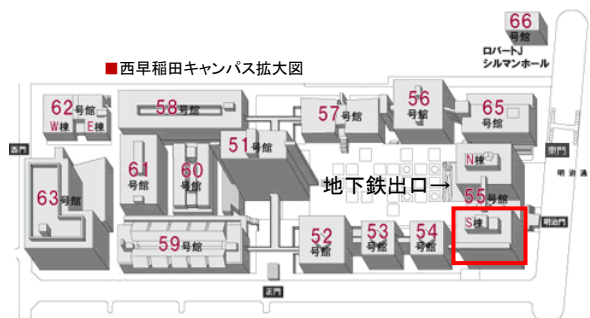 66
号館
ロバートJ
シルマンホール
■西早稲田キャンパス拡大図
62号館
W棟 E棟
58号館
57号館
56
号館
65
号館
51
号館
西門
61
号館
60
号館
63
号館
N棟
東門
明治通
地下鉄出口→
55
号館
S棟
明治門
59号館
52
号館
53
号館
54
号館
正門